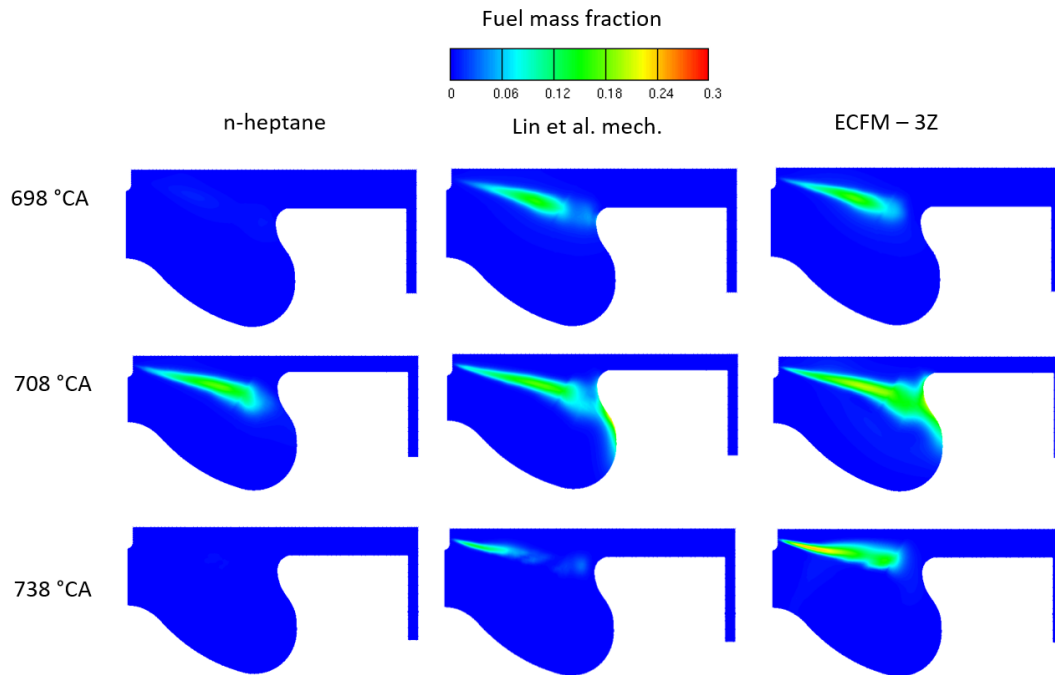 Fuel mass fraction
0 0.06 0.12 0.18 0.24 0.3
n-heptane Lin et al. mech. ECFM – 3Z
698 °CA
708 °CA
738 °CA